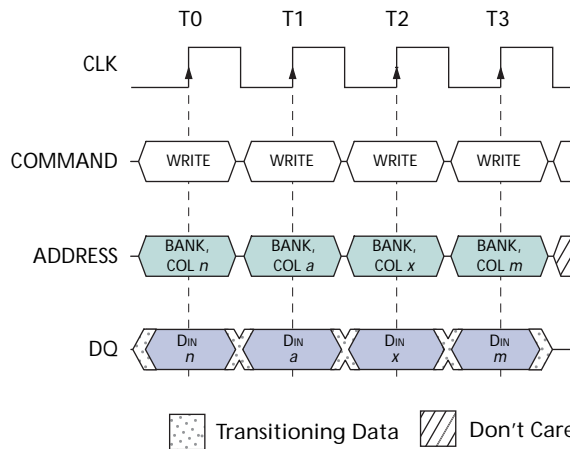 T0 T1 T2 T3
CLK
COMMAND WRITE WRITE WRITE WRITE
ADDRESS BANK, COL n BANK, COL a BANK, COL x BANK, COL m
DQ DIN n DIN a DIN x DIN m
Transitioning Data Don't Care